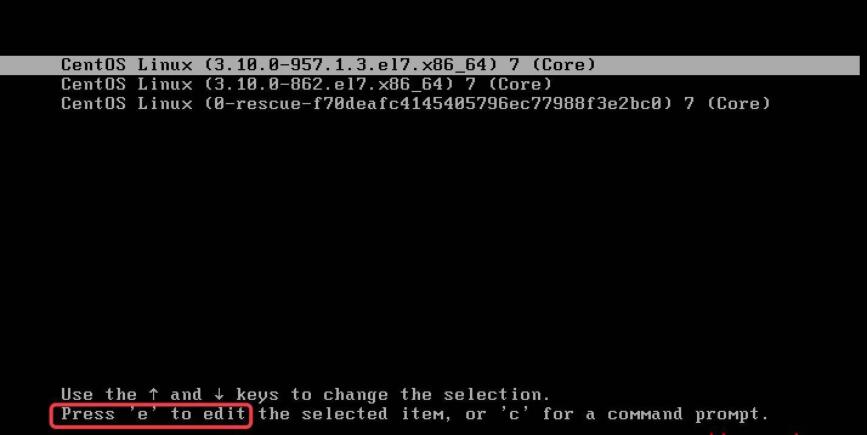 CentOS Linux (3.10.0-957.1.3.el7.x86_64) 7 (Core)
CentOS Linux (3.10.0-862.el7.x86_64) 7 (Core)
CentOS Linux (0-rescue-f70deafc4145405796ec77988f3e2bc0) 7 (Core)
Use the ↑ and ↓ keys to change the selection.
Press 'e' to edit the selected item, or 'c' for a command prompt.